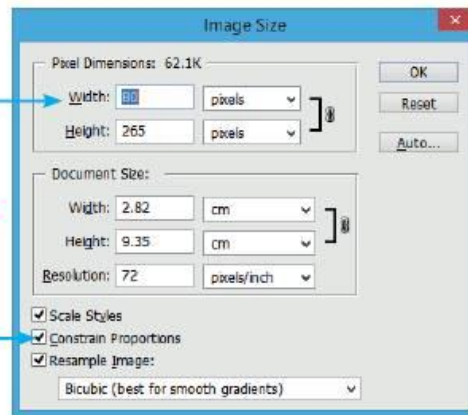 Image Size
Pixel Dimensions: 62.1K
Width: 80 pixels
Height: 265 pixels
OK
Reset
Auto...
Document Size:
Width: 2.82 cm
Height: 9.35 cm
Resolution: 72 pixels/inch
Scale Styles
Constrain Proportions
Resample Image:
Bicubic (best for smooth gradients)